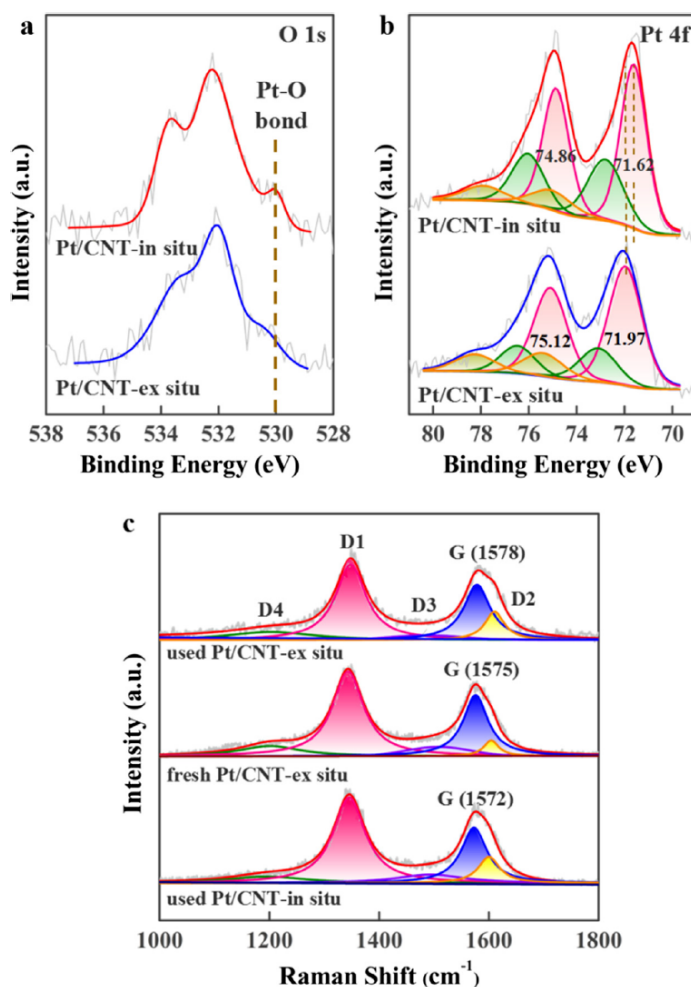 a
O 1s
Pt-O
bond
Pt/CNT-in situ
Pt/CNT-ex situ
Intensity (a.u.)
538 536 534 532 530 528
Binding Energy (eV)
b
Pt 4f
74.86
71.62
Pt/CNT-in situ
75.12
71.97
Pt/CNT-ex situ
Intensity (a.u.)
80 78 76 74 72 70
Binding Energy (eV)
c
D1
G (1578)
D4
D3
D2
used Pt/CNT-ex situ
G (1575)
fresh Pt/CNT-ex situ
G (1572)
used Pt/CNT-in situ
Intensity (a.u.)
1000 1200 1400 1600 1800
Raman Shift (cm⁻¹)